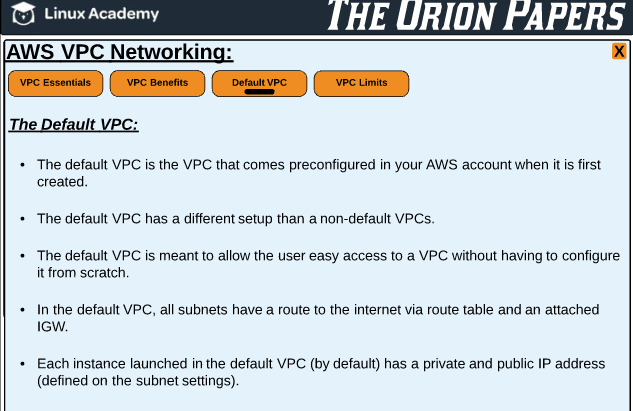 Linux Academy
THE ORION PAPERS
AWS VPC Networking:
X
VPC Essentials
VPC Benefits
Default VPC
VPC Limits
The Default VPC:
• The default VPC is the VPC that comes preconfigured in your AWS account when it is first
created.
• The default VPC has a different setup than a non-default VPCs.
• The default VPC is meant to allow the user easy access to a VPC without having to configure
it from scratch.
• In the default VPC, all subnets have a route to the internet via route table and an attached
IGW.
• Each instance launched in the default VPC (by default) has a private and public IP address
(defined on the subnet settings).